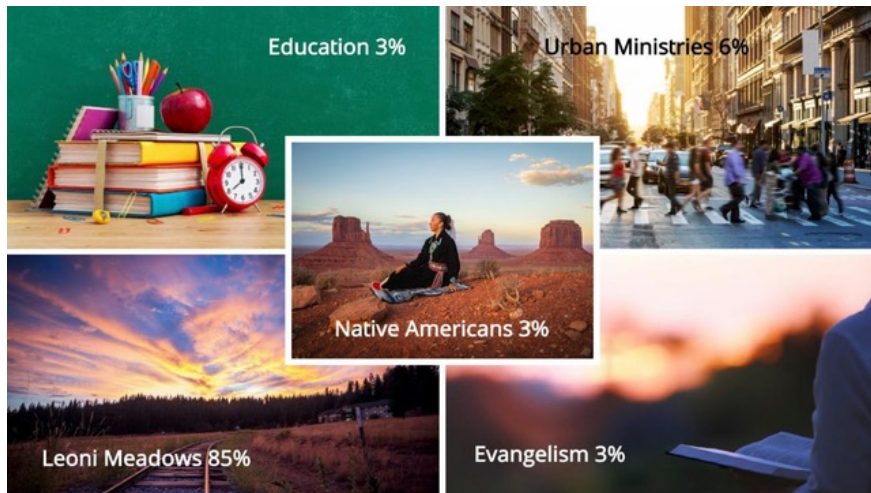 Education 3%
Urban Ministries 6%
Native Americans 3%
Leoni Meadows 85%
Evangelism 3%